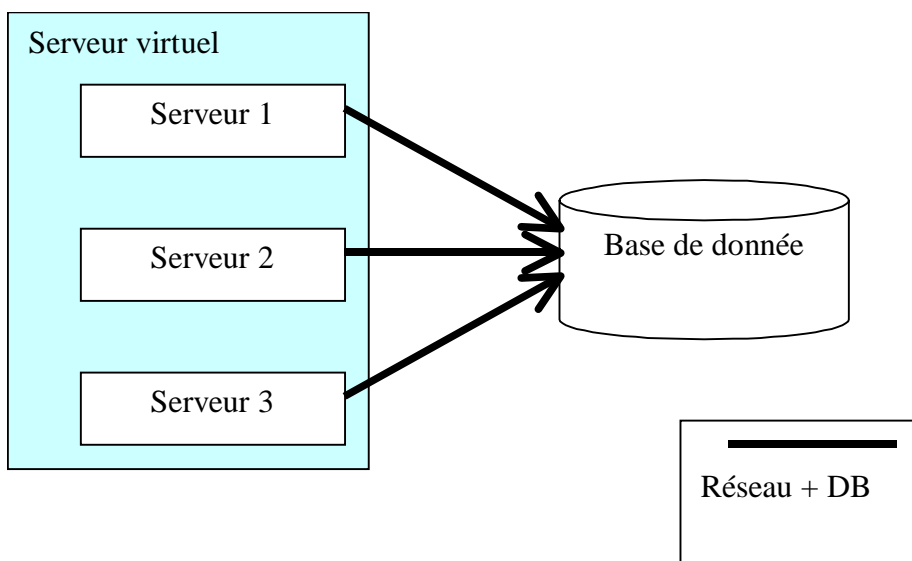 Serveur virtuel
Serveur 1
Serveur 2
Base de donnée
Serveur 3
Réseau + DB